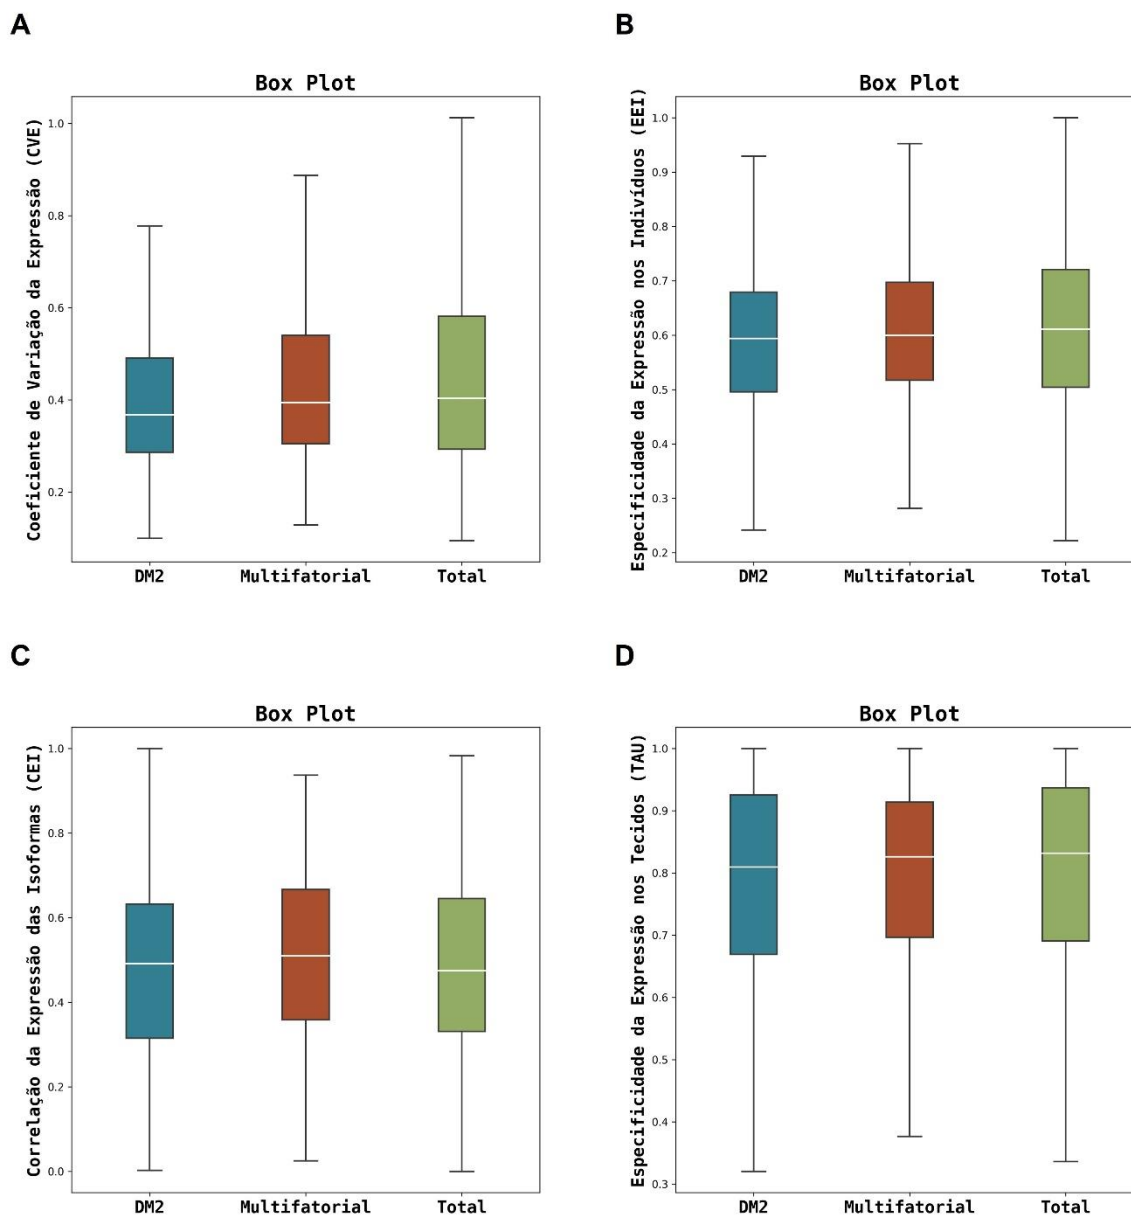 A
Box Plot
Coeficiente de Variação da Expressão (CVE)
1.0
0.8
0.6
0.4
0.2
DM2 Multifatorial Total
B
Box Plot
Especificidade da Expressão nos Indivíduos (EEI)
1.0
0.9
0.8
0.7
0.6
0.5
0.4
0.3
0.2
DM2 Multifatorial Total
C
Box Plot
Correlação da Expressão das Isoformas (CEI)
1.0
0.8
0.6
0.4
0.2
0.0
DM2 Multifatorial Total
D
Box Plot
Especificidade da Expressão nos Tecidos (TAU)
1.0
0.9
0.8
0.7
0.6
0.5
0.4
0.3
DM2 Multifatorial Total